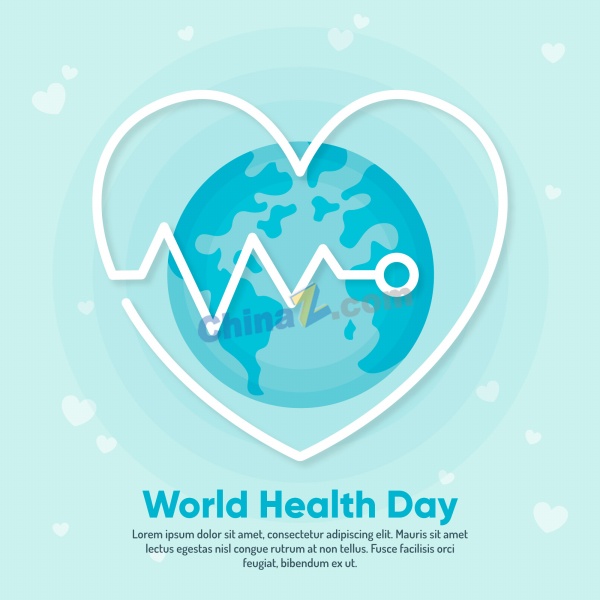 ChinaZ.com
World Health Day
Lorem ipsum dolor sit amet, consectetur adipiscing elit. Mauris sit amet
lectus egestas nisl congue rutrum at non tellus. Fusce facilisis orci
feugiat, bibendum ex ut.